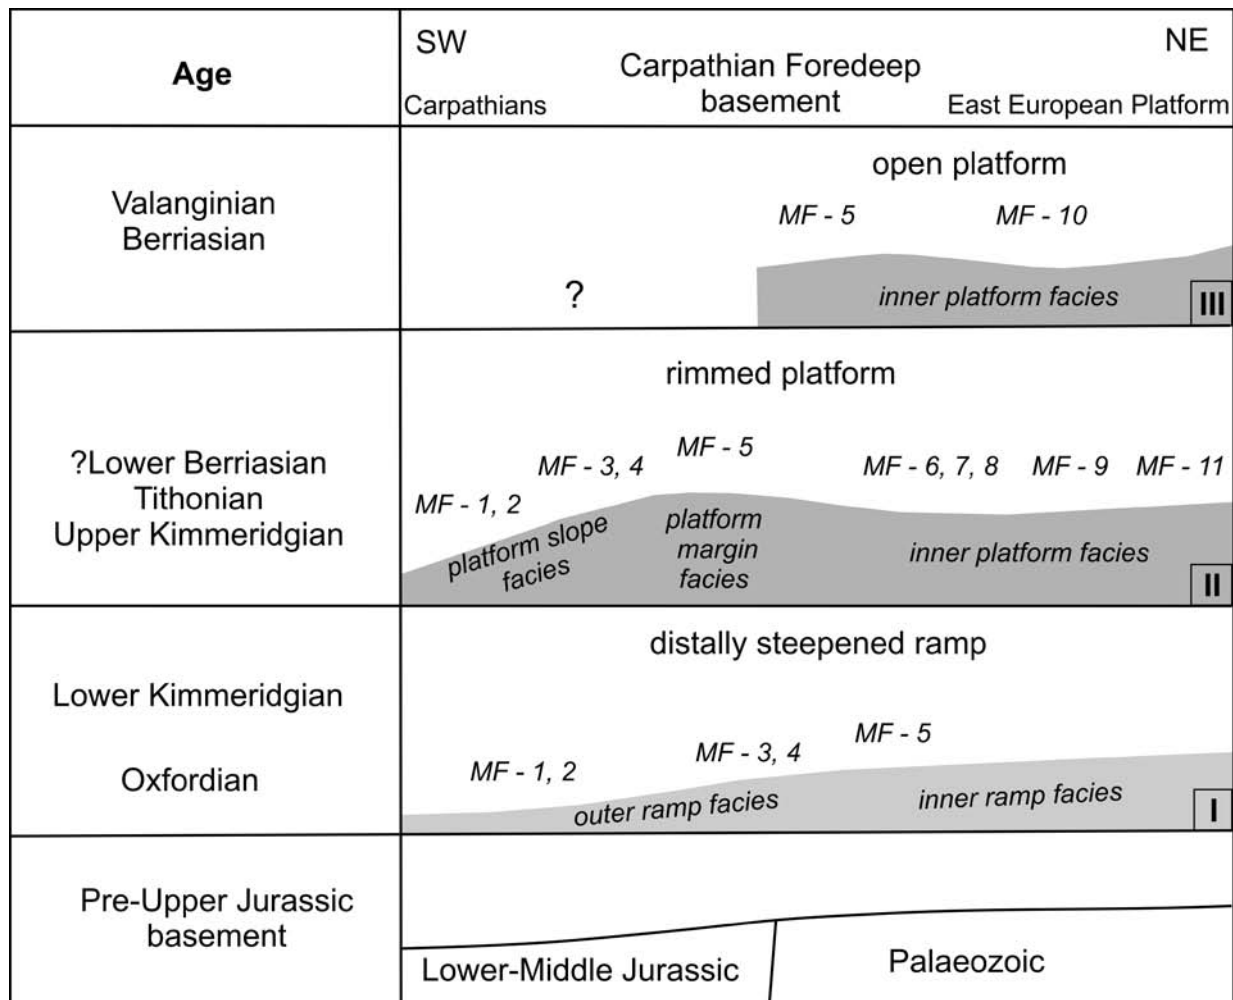 Age
SW
NE
Carpathian Foredeep
basement
Carpathians
East European Platform
Valanginian
Berriasian
open platform
MF - 5
MF - 10
?
inner platform facies
III
?Lower Berriasian
Tithonian
Upper Kimmeridgian
rimmed platform
MF - 1, 2
MF - 3, 4
MF - 5
MF - 6, 7, 8
MF - 9
MF - 11
platform slope
facies
platform
margin
facies
inner platform facies
II
Lower Kimmeridgian
Oxfordian
distally steepened ramp
MF - 1, 2
MF - 3, 4
MF - 5
outer ramp facies
inner ramp facies
I
Pre-Upper Jurassic
basement
Lower-Middle Jurassic
Palaeozoic